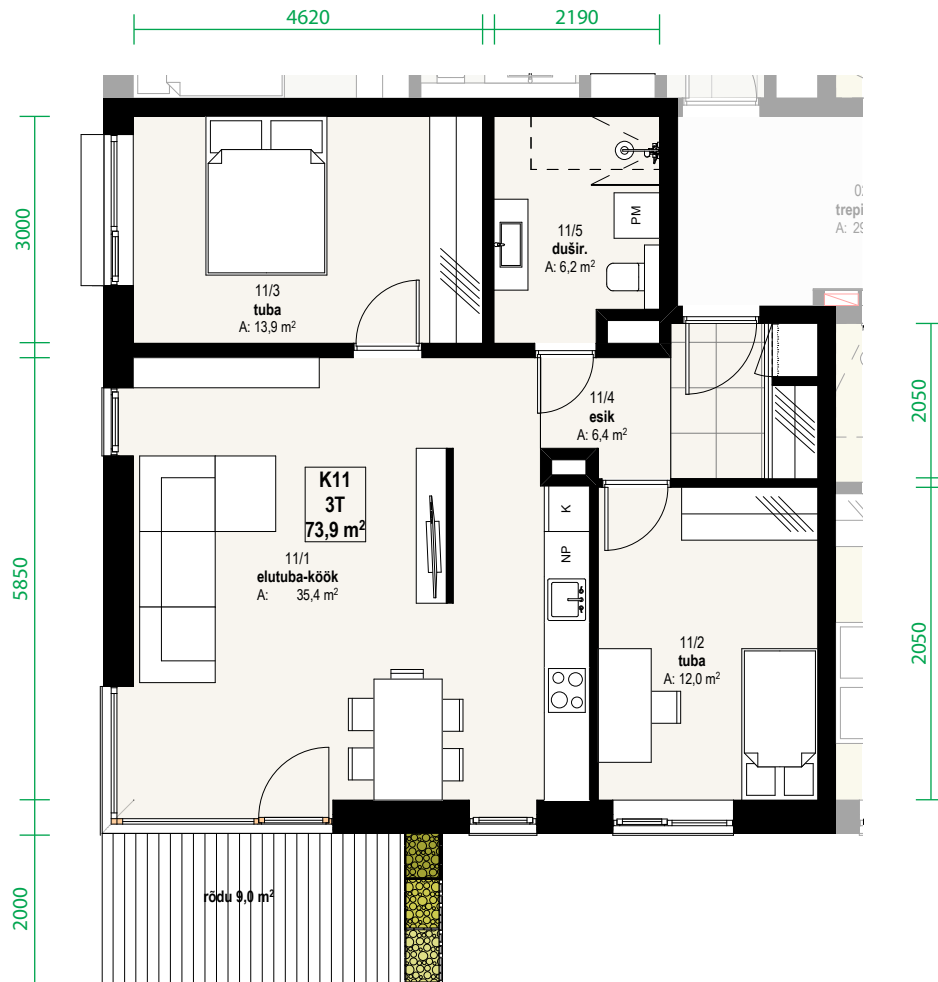 4620
2190
3000
5850
2000
2050
2050
11/3
tuba
A: 13,9 m²
11/5
dušir.
A: 6,2 m²
PM
11/4
esik
A: 6,4 m²
K11
3T
73,9 m²
11/1
elutuba-köök
A: 35,4 m²
K
NP
11/2
tuba
A: 12,0 m²
rõdu 9,0 m²
trepi
A: 29